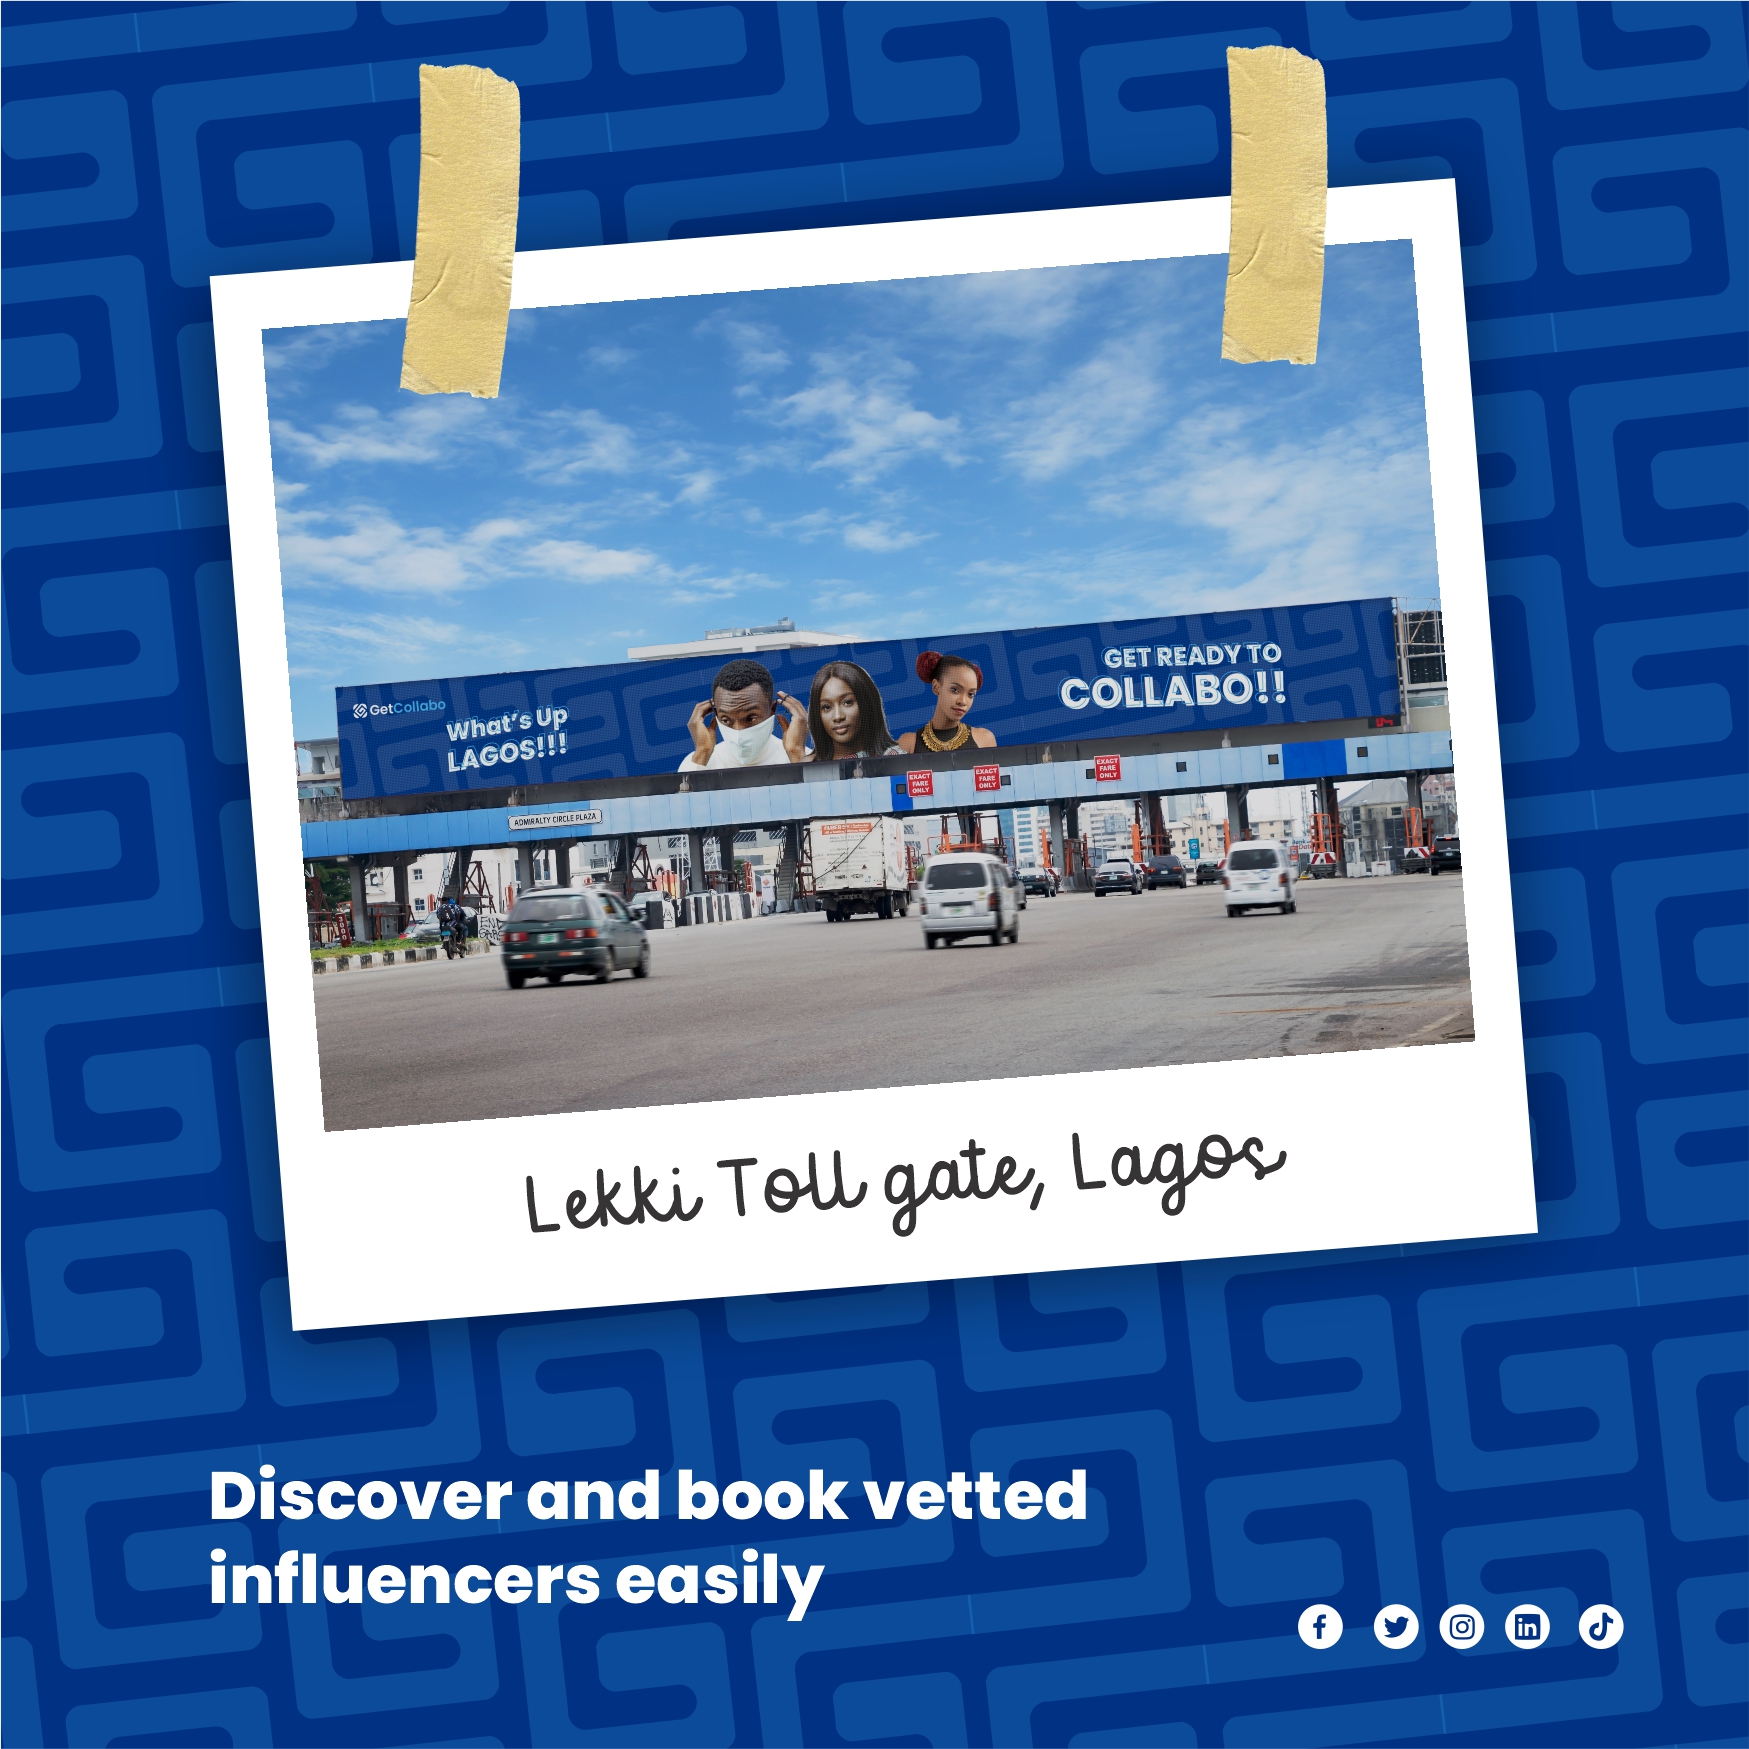 GetCollabo
What's Up
LAGOS!!!
GET READY TO
COLLABO!!
EXACT
FARE
ONLY
EXACT
FARE
ONLY
EXACT
FARE
ONLY
ADMIRALTY CIRCLE PLAZA
Lekki Toll gate, Lagos
Discover and book vetted
influencers easily